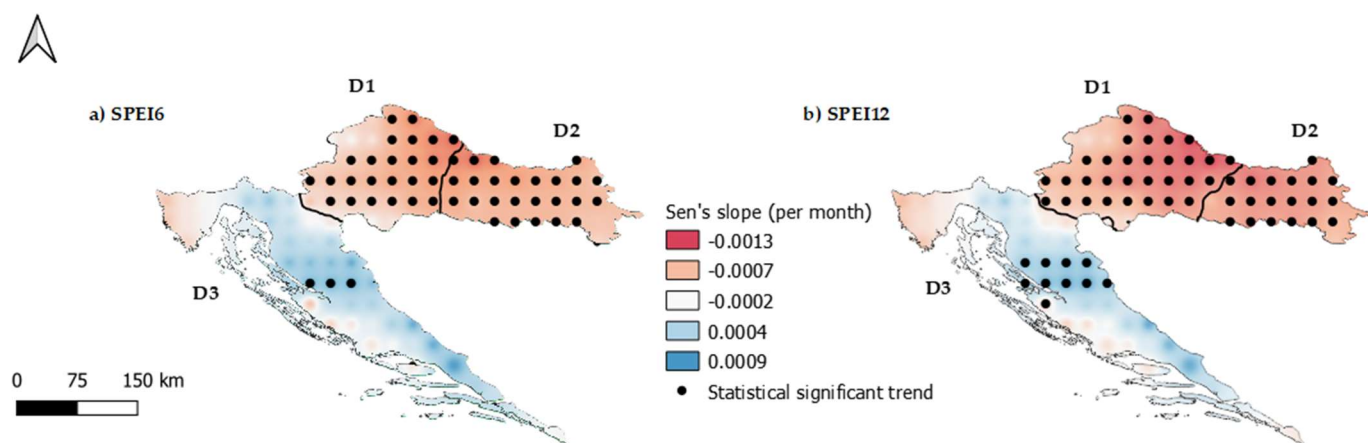 D1
a) SPEI6
D2
D3
0 75 150 km
Sen's slope (per month)
-0.0013
-0.0007
-0.0002
0.0004
0.0009
Statistical significant trend
D1
b) SPEI12
D2
D3